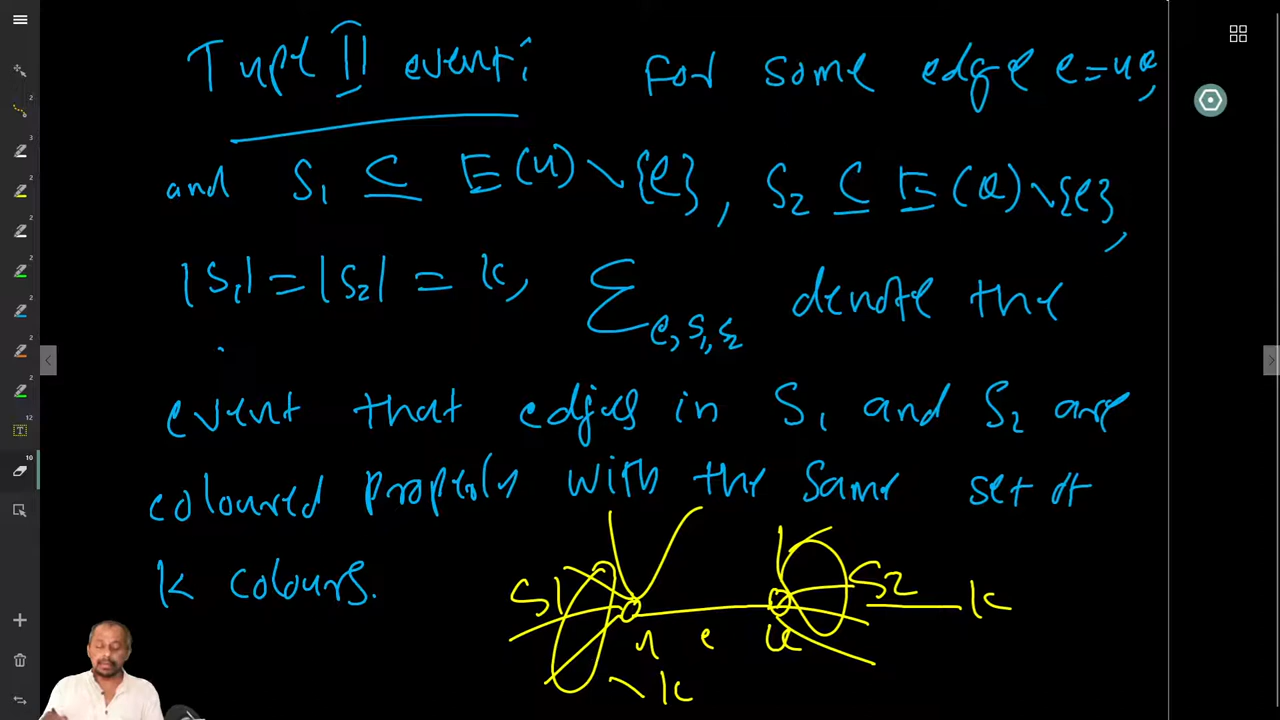 Type II event: For some edge e=uv,
and S₁ ⊆ E(u)\{e}, S₂ ⊆ E(v)\{e},
|S₁| = |S₂| = k, Σ_{e,S₁,S₂} denote the
event that edges in S₁ and S₂ are
coloured properly with the same set of
k colours.
S1 u e v S2 k
k